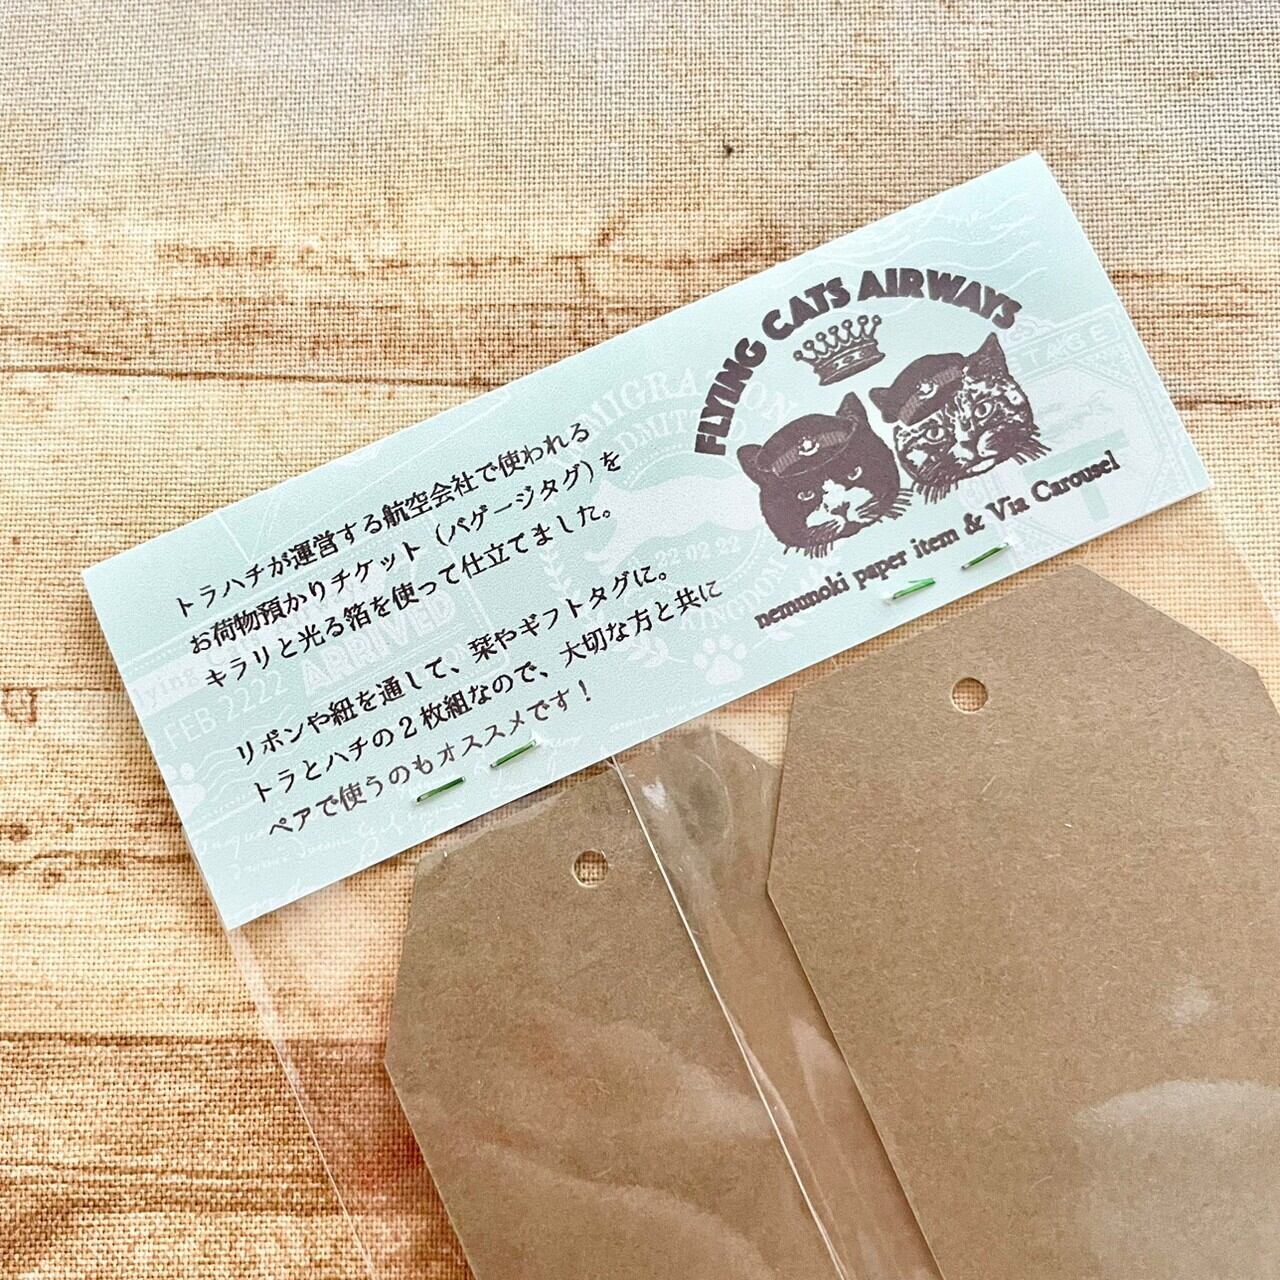 トラハチが運営する航空会社で使われる
お荷物預かりチケット（バゲージタグ）を
キラリと光る箔を使って仕立てました。
リボンや紐を通して、栞やギフトタグに。
トラとハチの２枚組なので、大切な方と共に
ペアで使うのもオススメです！
FLYING CATS AIRWAYS
nemunoki paper item & Via Carousel
ARRIVED
FEB 2222
22 02 22